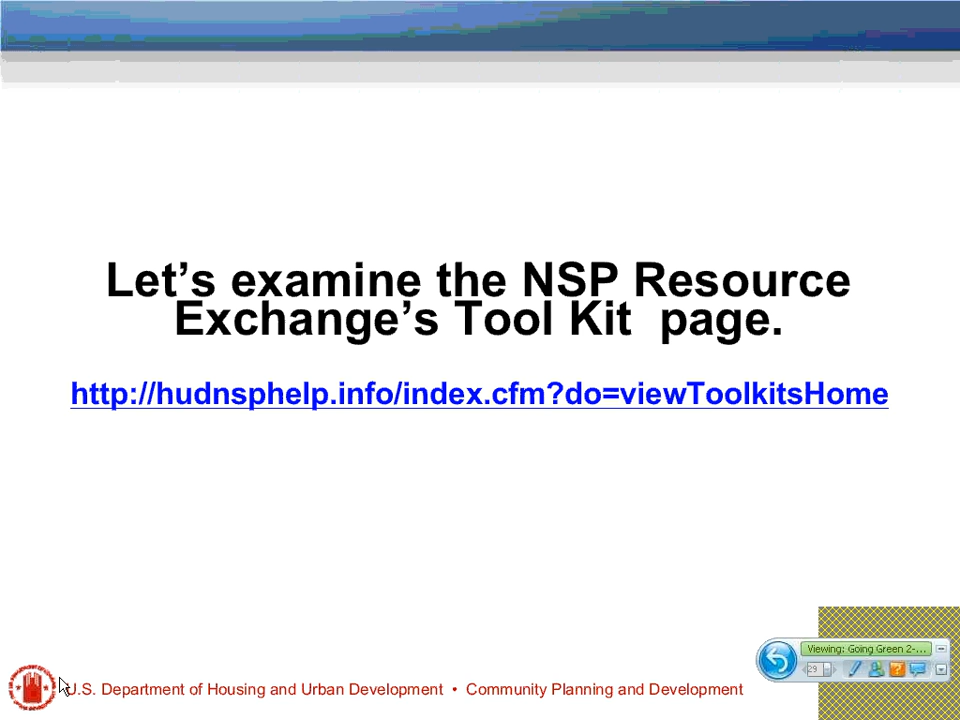 Let’s examine the NSP Resource
Exchange’s Tool Kit page.
http://hudnsphelp.info/index.cfm?do=viewToolkitsHome
Viewing: Going Green 2-...
29
U.S. Department of Housing and Urban Development • Community Planning and Development